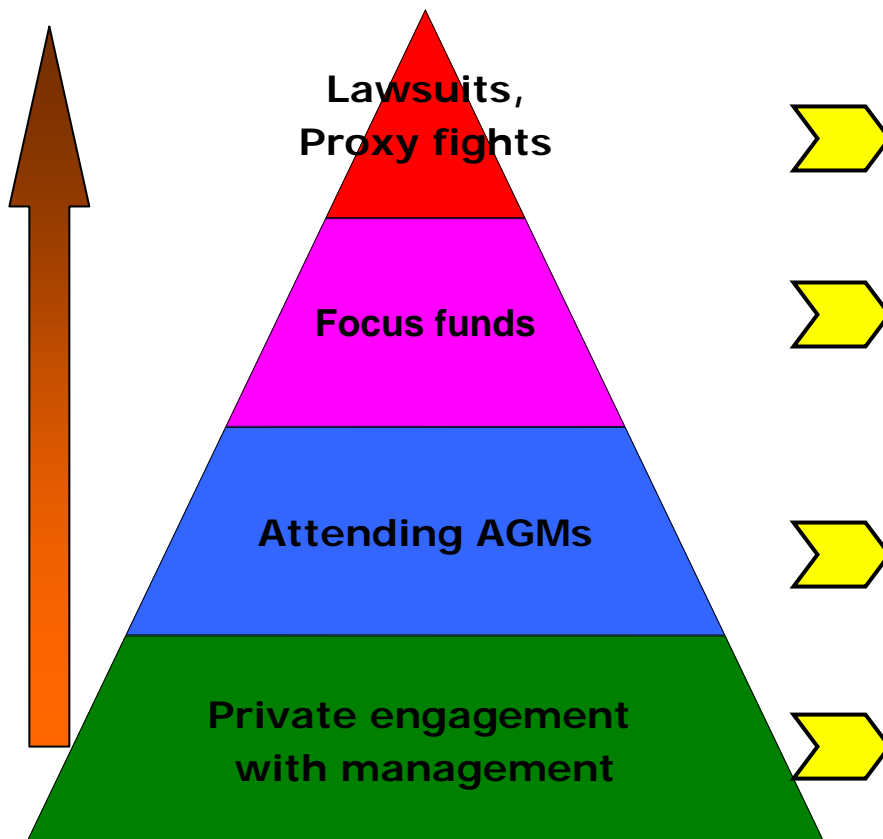 Lawsuits,
Proxy fights
Focus funds
Attending AGMs
Private engagement
with management